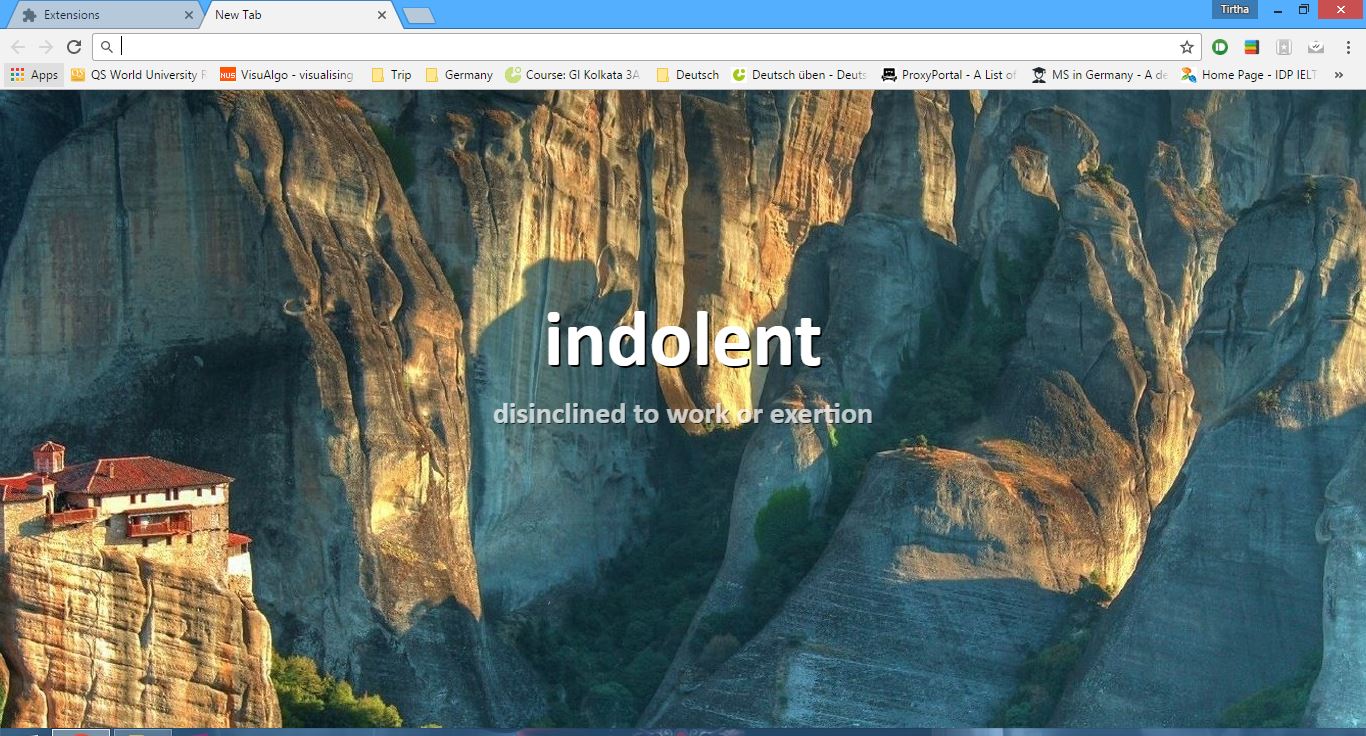 Extensions
New Tab
Tirtha
Apps
QS World University R
NUS
VisuAlgo - visualising
Trip
Germany
Course: GI Kolkata 3A
Deutsch
Deutsch üben - Deuts
ProxyPortal - A List of
MS in Germany - A de
Home Page - IDP IELT
indolent
disinclined to work or exertion